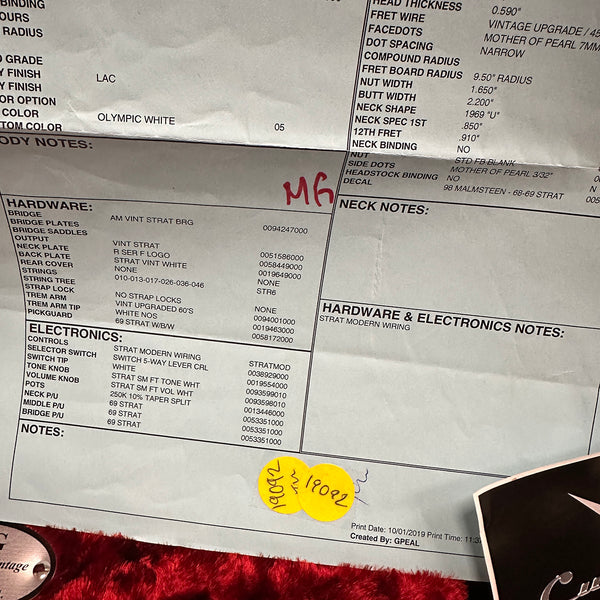 BINDING
OURS
RADIUS
GRADE
Y FINISH LAC
Y FINISH
OR OPTION
COLOR OLYMPIC WHITE 05
TOM COLOR
ODY NOTES:
HEAD THICKNESS 0.590"
FRET WIRE VINTAGE UPGRADE / 45
FACEDOTS MOTHER OF PEARL 7MM
DOT SPACING NARROW
COMPOUND RADIUS
FRET BOARD RADIUS 9.50" RADIUS
NUT WIDTH 1.650"
BUTT WIDTH 2.200"
NECK SHAPE 1969 "U"
NECK SPEC 1ST .850"
12TH FRET .910"
NECK BINDING NO
NUT STD FB BLANK
SIDE DOTS MOTHER OF PEARL 3/32"
HEADSTOCK BINDING NO N
DECAL 98 MALMSTEEN - 68-69 STRAT 005
MG
HARDWARE:
BRIDGE AM VINT STRAT BRG 0094247000
BRIDGE PLATES
BRIDGE SADDLES
OUTPUT VINT STRAT 0051586000
NECK PLATE R SER F LOGO 0058449000
BACK PLATE STRAT VINT WHITE 0019649000
REAR COVER NONE NONE
STRINGS 010-013-017-026-036-046 STR6
STRING TREE
STRAP LOCK NO STRAP LOCKS NONE
TREM ARM VINT UPGRADED 60'S 0094001000
TREM ARM TIP WHITE NOS 0019463000
PICKGUARD 69 STRAT W/B/W 0058172000
ELECTRONICS:
CONTROLS STRAT MODERN WIRING STRATMOD
SELECTOR SWITCH SWITCH 5-WAY LEVER CRL 0038929000
SWITCH TIP WHITE 0019554000
TONE KNOB STRAT SM FT TONE WHT 0093599010
VOLUME KNOB STRAT SM FT VOL WHT 0093598010
POTS 250K 10% TAPER SPLIT 0013446000
NECK P/U 69 STRAT 0053351000
MIDDLE P/U 69 STRAT 0053351000
BRIDGE P/U 69 STRAT 0053351000
NOTES:
NECK NOTES:
HARDWARE & ELECTRONICS NOTES:
STRAT MODERN WIRING
19092
19092
Print Date: 10/01/2019 Print Time: 11:3
Created By: GPEAL
G
ntage